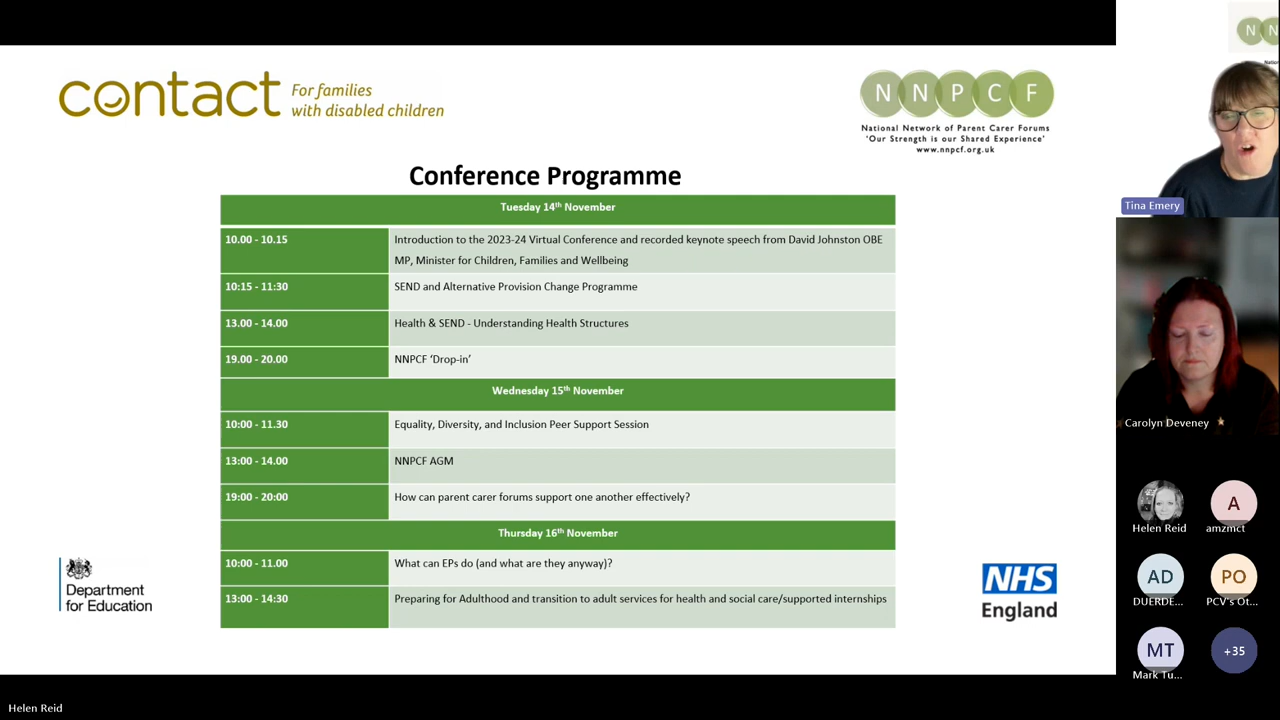 contact For families
with disabled children
N N P C F
National Network of Parent Carer Forums
'Our Strength is our Shared Experience'
www.nnpcf.org.uk
Conference Programme
Tuesday 14th November
10.00 - 10.15 Introduction to the 2023-24 Virtual Conference and recorded keynote speech from David Johnston OBE
MP, Minister for Children, Families and Wellbeing
10:15 - 11:30 SEND and Alternative Provision Change Programme
13.00 - 14.00 Health & SEND - Understanding Health Structures
19.00 - 20.00 NNPCF ‘Drop-in’
Wednesday 15th November
10:00 - 11.30 Equality, Diversity, and Inclusion Peer Support Session
13:00 - 14.00 NNPCF AGM
19:00 - 20:00 How can parent carer forums support one another effectively?
Thursday 16th November
10:00 - 11.00 What can EPs do (and what are they anyway)?
13:00 - 14:30 Preparing for Adulthood and transition to adult services for health and social care/supported internships
Department
for Education
NHS
England
N N
Tina Emery
Carolyn Deveney
A
Helen Reid amzmct
AD PO
DUERDE... PCV's Ot...
MT +35
Mark Tu...
Helen Reid